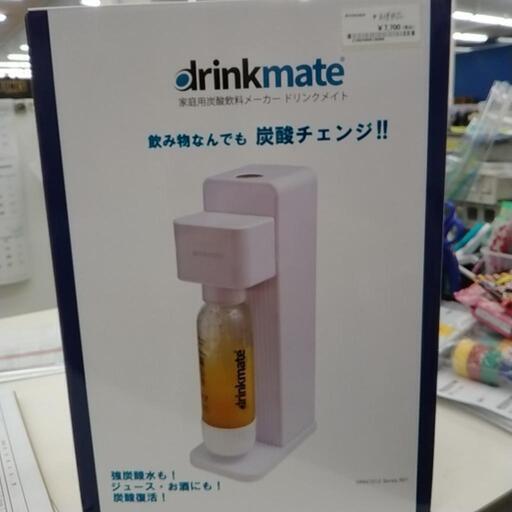 ¥7,700
drinkmate
家庭用炭酸飲料メーカー ドリンクメイト
飲み物なんでも 炭酸チェンジ!!
drinkmate
強炭酸水も!
ジュース・お酒にも!
炭酸復活!